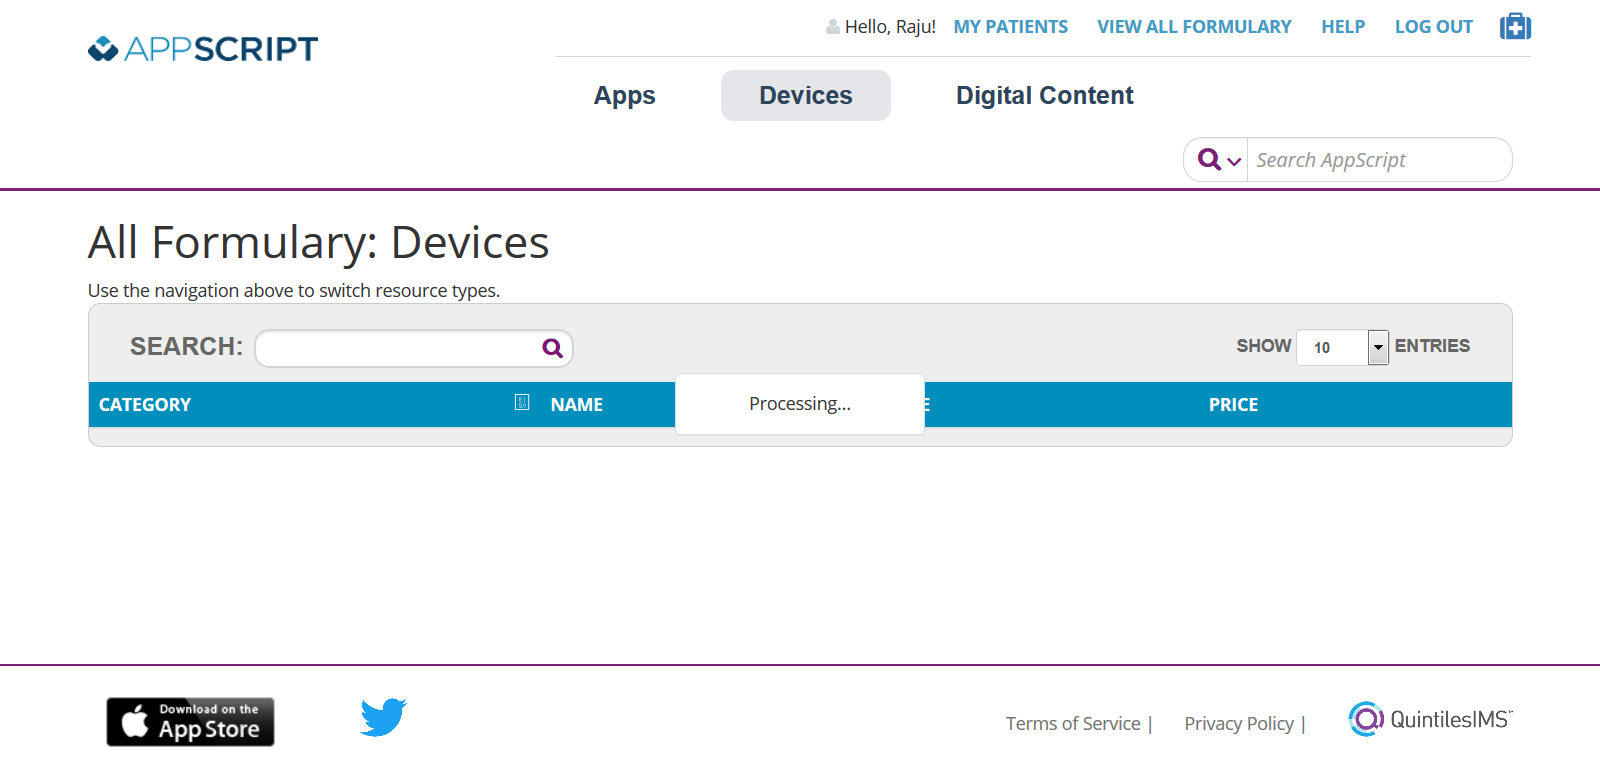 Hello, Raju! MY PATIENTS VIEW ALL FORMULARY HELP LOG OUT
APPSCRIPT
Apps Devices Digital Content
Search AppScript
All Formulary: Devices
Use the navigation above to switch resource types.
SEARCH: SHOW 10 ENTRIES
CATEGORY NAME Processing... PRICE
Download on the
App Store
Terms of Service | Privacy Policy | QuintilesIMS™